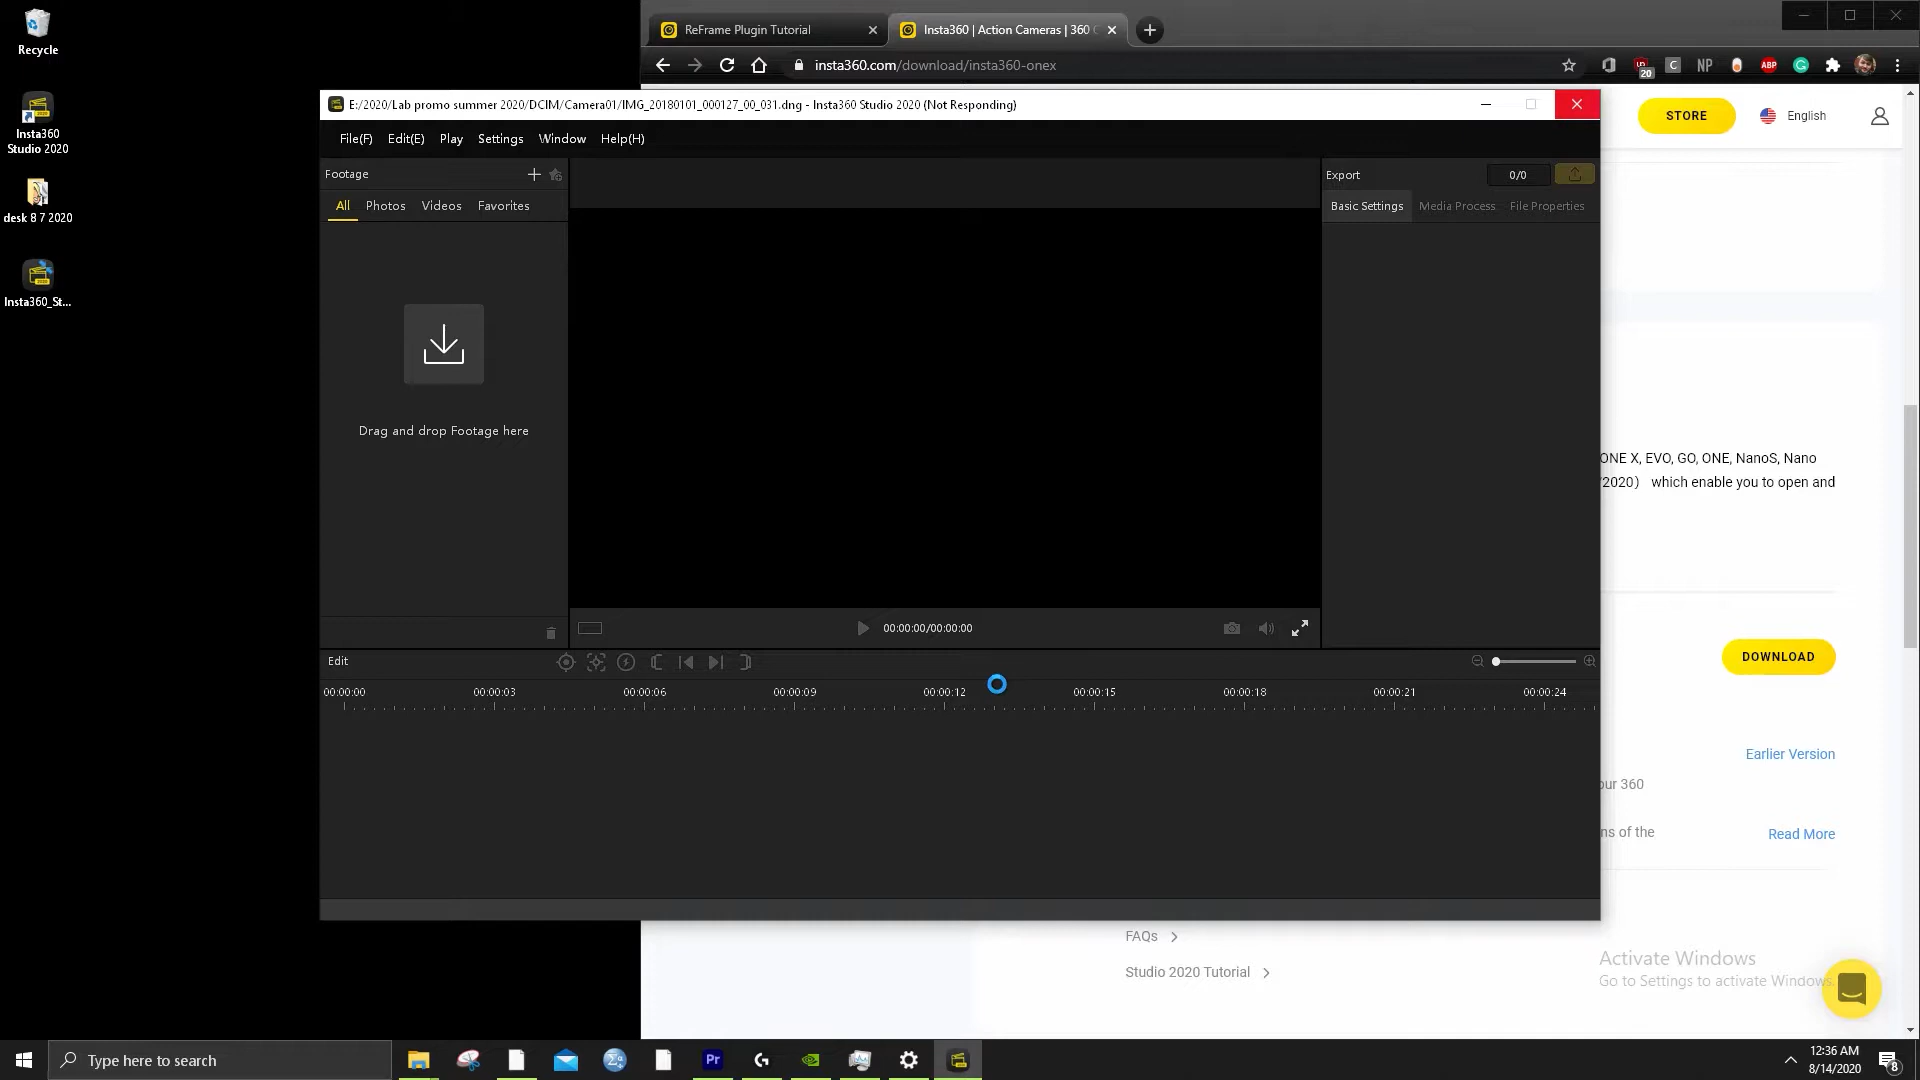 Recycle
Insta360
Studio 2020
desk 8 7 2020
Insta360_St...
ReFrame Plugin Tutorial
Insta360 | Action Cameras | 360 C
insta360.com/download/insta360-onex
20
C
NP
ABP
E:/2020/Lab promo summer 2020/DCIM/Camera01/IMG_20180101_000127_00_031.dng - Insta360 Studio 2020 (Not Responding)
STORE
English
File(F) Edit(E) Play Settings Window Help(H)
Footage
Export
0/0
All Photos Videos Favorites
Basic Settings Media Process File Properties
Drag and drop Footage here
ONE X, EVO, GO, ONE, NanoS, Nano
/2020） which enable you to open and
00:00:00/00:00:00
Edit
DOWNLOAD
00:00:00 00:00:03 00:00:06 00:00:09 00:00:12 00:00:15 00:00:18 00:00:21 00:00:24
Earlier Version
our 360
ns of the
Read More
FAQs
Studio 2020 Tutorial
Activate Windows
Go to Settings to activate Windows.
Type here to search
Pr
12:36 AM
8/14/2020
8